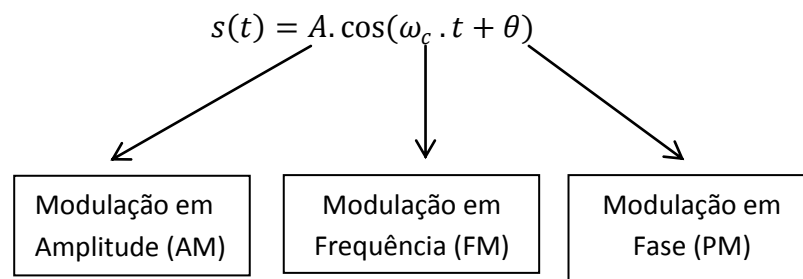 s(t) = A.cos(ω_c .t + θ)
Modulação em
Amplitude (AM)
Modulação em
Frequência (FM)
Modulação em
Fase (PM)